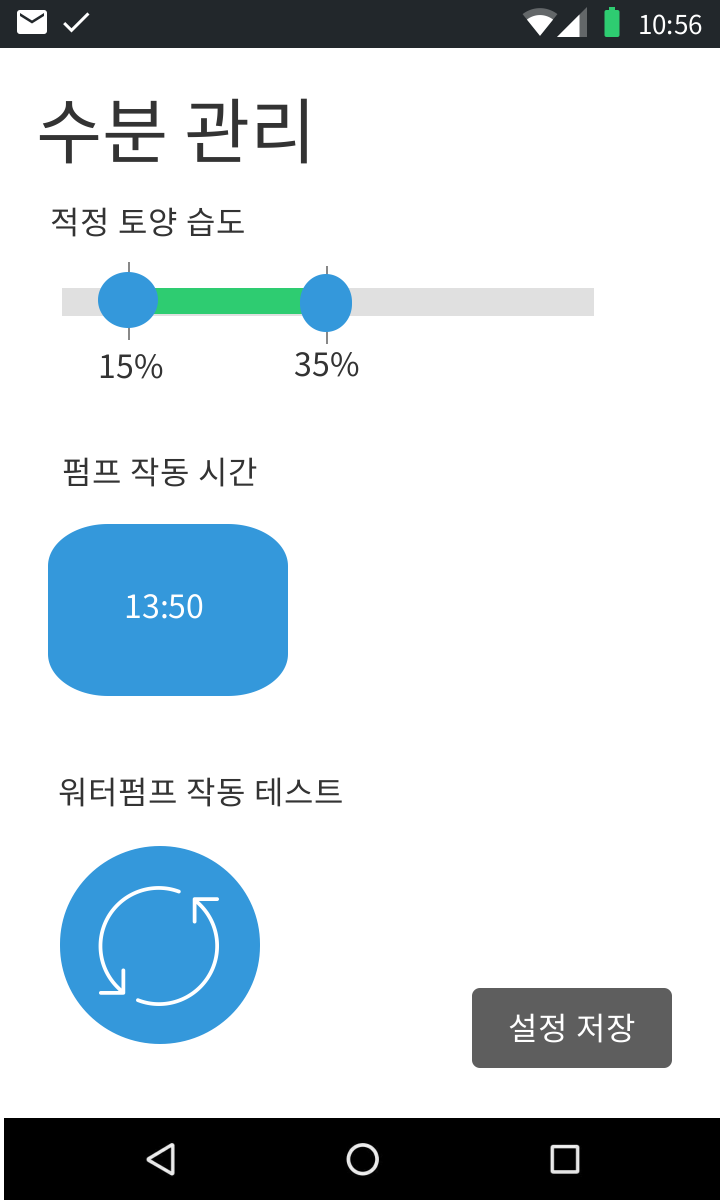 10:56
수분 관리
적정 토양 습도
15%
35%
펌프 작동 시간
13:50
워터펌프 작동 테스트
설정 저장